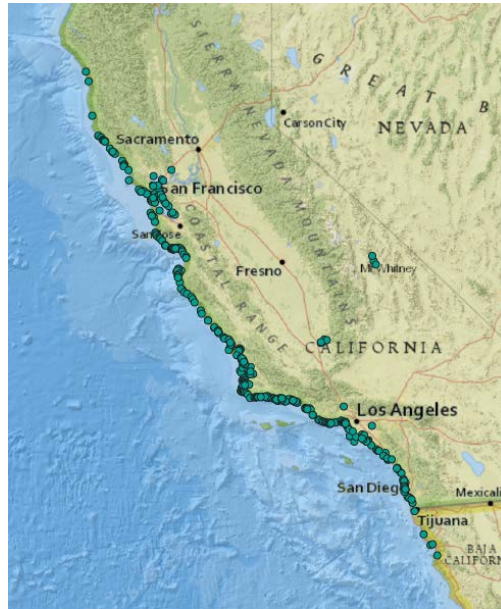 SIERRA NEVADA MOUNTAINS
GREAT B
Carson City
NEVADA
Sacramento
an Francisco
San Jose
COASTAL RANGE
Fresno
Mt Whitney
CALIFORNIA
Los Angeles
San Dieg
Mexicali
Tijuana
BAJA
CALIFORN